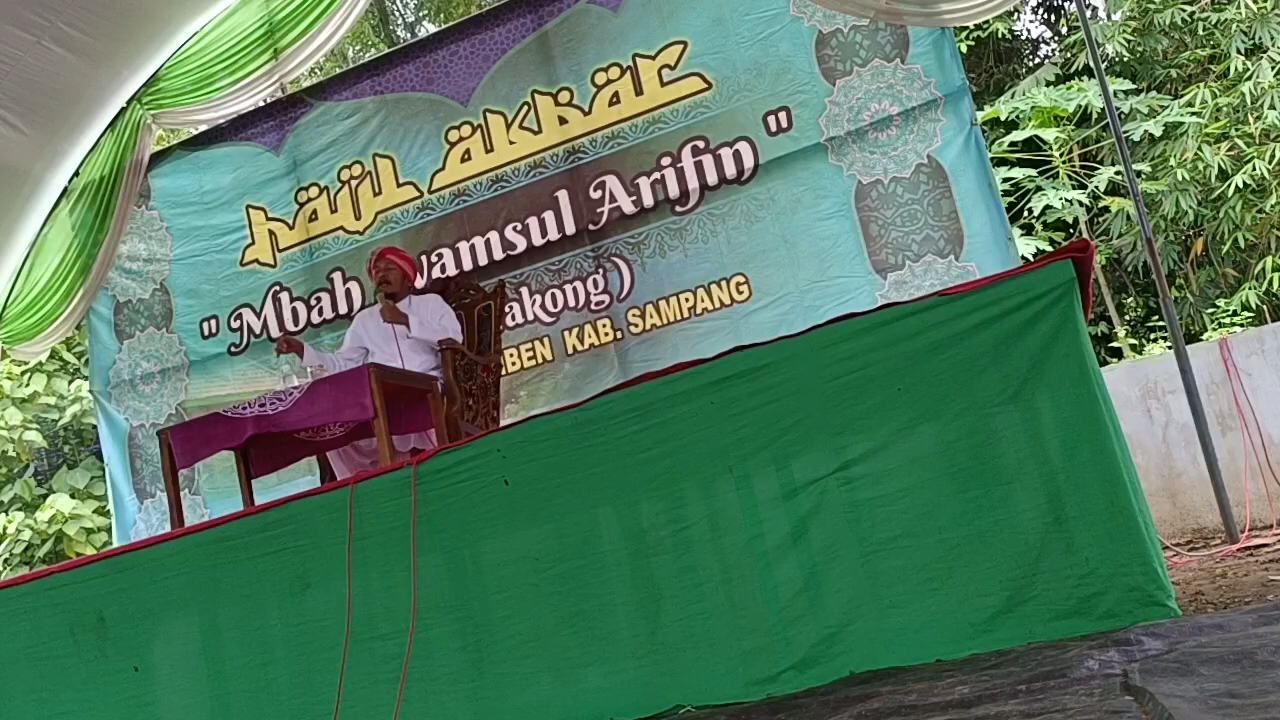 HAUL AKBAR
" Mbah Syamsul Arifin "
akong )
BEN KAB. SAMPANG